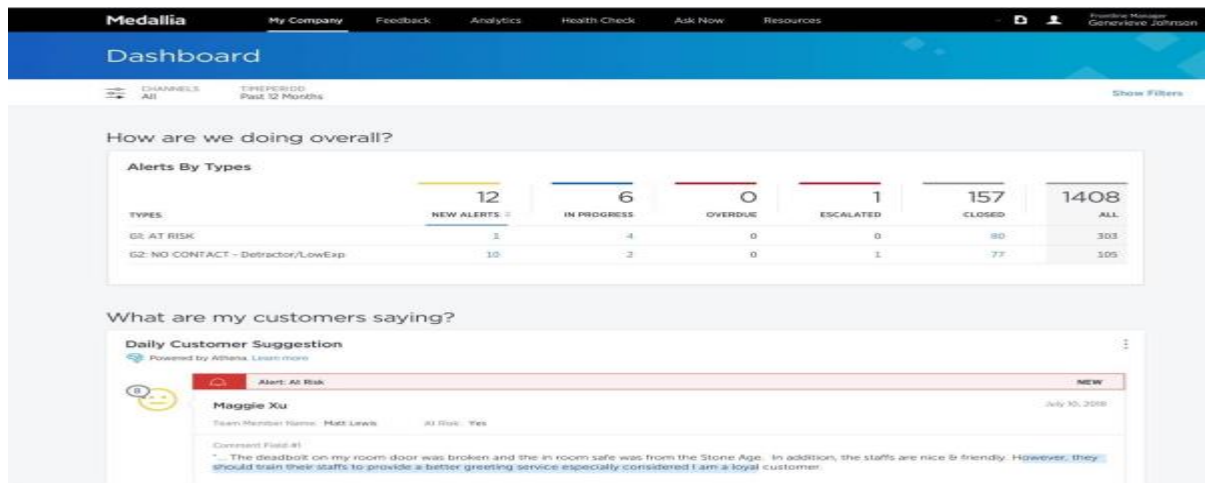 Medallia My Company Feedback Analytics Health Check Ask Now Resources Frontline Manager
Genevieve Johnson
Dashboard
CHANNELS TIMEPERIOD
All Past 12 Months Show Filters
How are we doing overall?
Alerts By Types
12 6 0 1 157 1408
TYPES NEW ALERTS IN PROGRESS OVERDUE ESCALATED CLOSED ALL
AT RISK 1 4 0 0 80 303
G2: NO CONTACT - Detractor/LowExp 10 2 0 1 77 105
What are my customers saying?
Daily Customer Suggestion
Powered by Athena. Learn more
8 Alert: At Risk NEW
Maggie Xu July 10, 2018
Team Member Name: Matt Lewis At Risk: Yes
Comment Field #1
"... The deadbolt on my room door was broken and the in room safe was from the Stone Age. In addition, the staffs are nice & friendly. However, they
should train their staffs to provide a better greeting service especially considered I am a loyal customer.